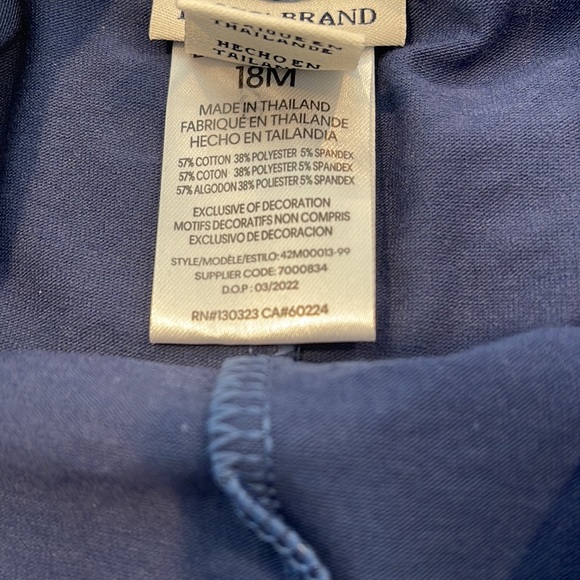 BRAND
THAILANDE
HECHO EN
18M
MADE IN THAILAND
FABRIQUÉ EN THAILANDE
HECHO EN TAILANDIA
57% COTTON 38% POLYESTER 5% SPANDEX
57% COTON 38% POLYESTER 5% SPANDEX
57% ALGODON 38% POLIESTER 5% SPANDEX
EXCLUSIVE OF DECORATION
MOTIFS DECORATIFS NON COMPRIS
EXCLUSIVO DE DECORACION
STYLE/MODÈLE/ESTILO: 42M00013-99
SUPPLIER CODE: 7000834
D.O.P : 03/2022
RN#130323 CA#60224